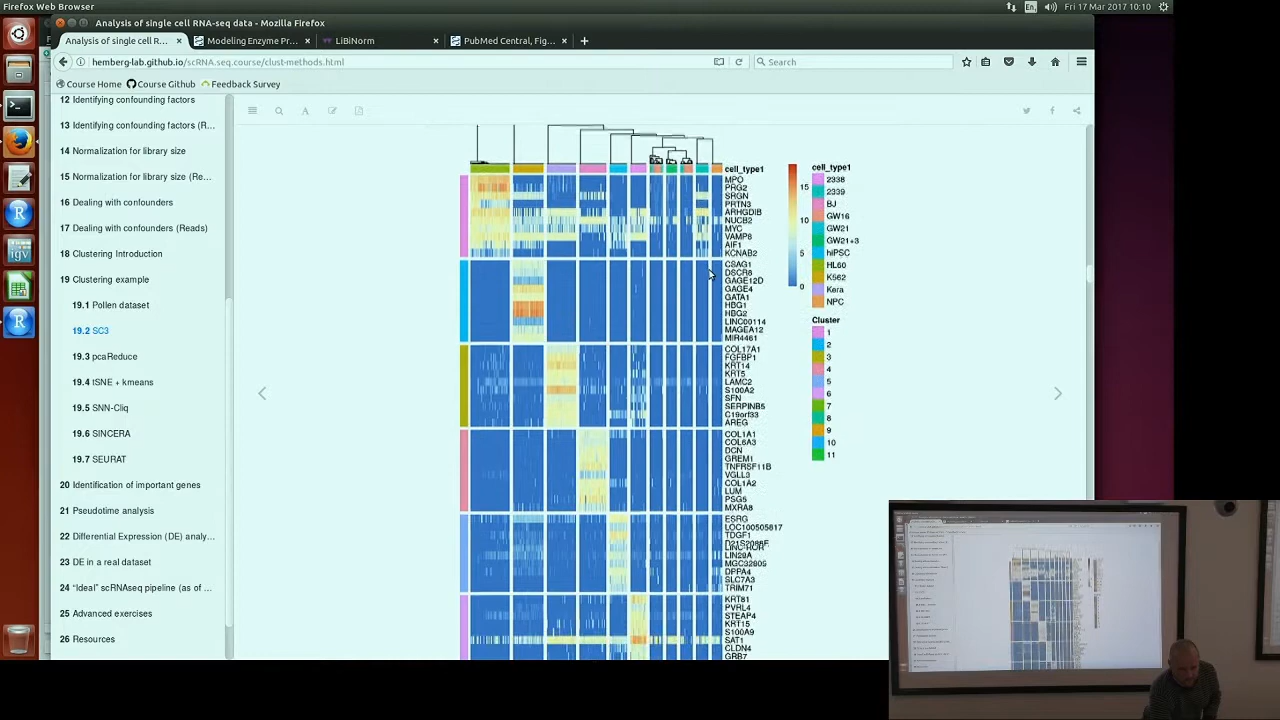 Firefox Web Browser
En
Fri 17 Mar 2017 10:10
Analysis of single cell RNA-seq data - Mozilla Firefox
Analysis of single cell R...
Modeling Enzyme Pr...
LiBiNorm
PubMed Central, Fig...
hemberg-lab.github.io/scRNA.seq.course/clust-methods.html
Search
Course Home
Course Github
Feedback Survey
12 Identifying confounding factors
13 Identifying confounding factors (R...
14 Normalization for library size
15 Normalization for library size (Re...
16 Dealing with confounders
17 Dealing with confounders (Reads)
18 Clustering Introduction
19 Clustering example
19.1 Pollen dataset
19.2 SC3
19.3 pcaReduce
19.4 tSNE + kmeans
19.5 SNN-Cliq
19.6 SINCERA
19.7 SEURAT
20 Identification of important genes
21 Pseudotime analysis
22 Differential Expression (DE) analy...
23 DE in a real dataset
24 “Ideal” scRNAseq pipeline (as of ...
25 Advanced exercises
26 Resources
cell_type1
MPO
PRG2
SRGN
PRTN3
ARHGDIB
NUCB2
MYC
VAMP8
AIF1
KCNAB2
CSAG1
DSCR8
GAGE12D
GAGE4
GATA1
HBG1
HBG2
LINC00114
MAGEA12
MIR4461
COL17A1
FGFBP1
KRT14
KRT5
LAMC2
S100A2
SFN
SERPINB5
C19orf33
AREG
COL1A1
COL6A3
DCN
GREM1
TNFRSF11B
VGLL3
COL1A2
LUM
PSG5
MXRA8
ESRG
LOC100505817
TDGF1
LIN28A
MGC32805
DPPA4
SLC7A3
TRIM71
KRT81
PVRL4
STEAP4
KRT15
S100A9
SAT1
CLDN4
GRB7
15
10
5
0
cell_type1
2338
2339
BJ
GW16
GW21
GW21+3
hiPSC
HL60
K562
Kera
NPC
Cluster
1
2
3
4
5
6
7
8
9
10
11
igv